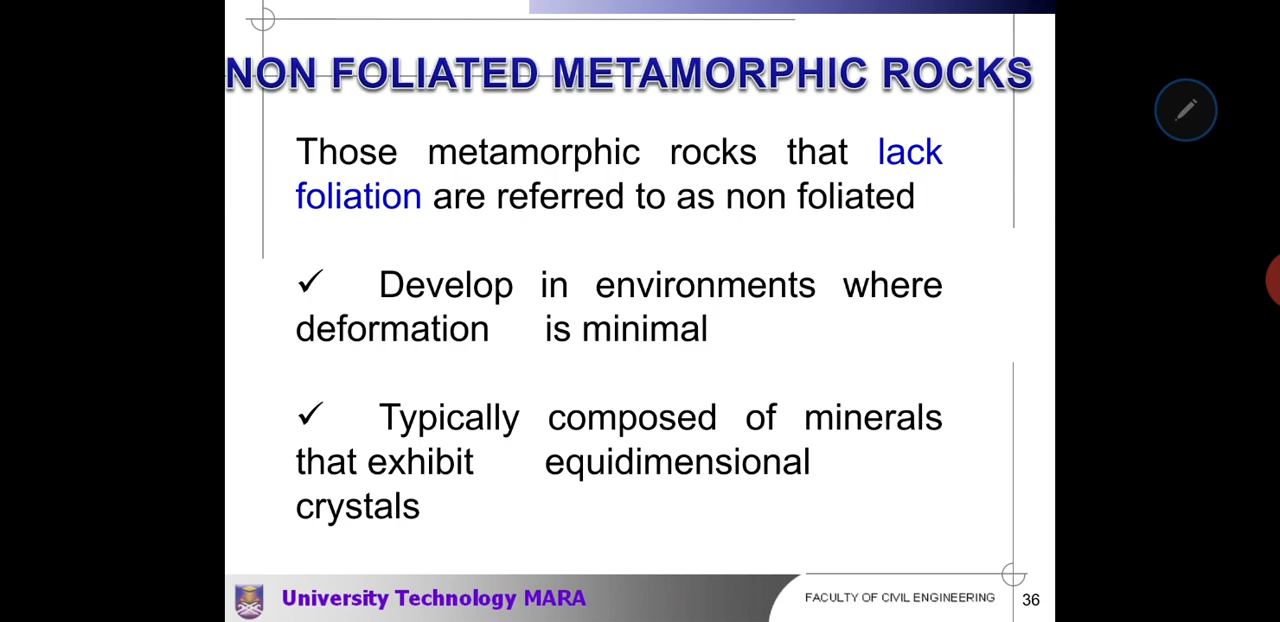 NON FOLIATED METAMORPHIC ROCKS
Those metamorphic rocks that lack
foliation are referred to as non foliated
✓ Develop in environments where
deformation is minimal
✓ Typically composed of minerals
that exhibit equidimensional
crystals
University Technology MARA
FACULTY OF CIVIL ENGINEERING
36